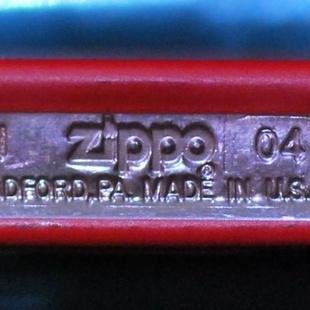 Zippo® 04
DFORD, PA. MADE IN U.S.A